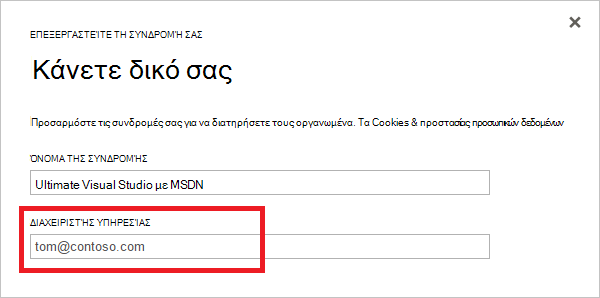 ΕΠΕΞΕΡΓΑΣΤΕΊΤΕ ΤΗ ΣΥΝΔΡΟΜΉ ΣΑΣ
Κάνετε δικό σας
Προσαρμόστε τις συνδρομές σας για να διατηρήσετε τους οργανωμένα. Τα Cookies & προστασίας προσωπικών δεδομένων
ΌΝΟΜΑ ΤΗΣ ΣΥΝΔΡΟΜΉΣ
Ultimate Visual Studio με MSDN
ΔΙΑΧΕΙΡΙΣΤΉΣ ΥΠΗΡΕΣΊΑΣ
tom@contoso.com